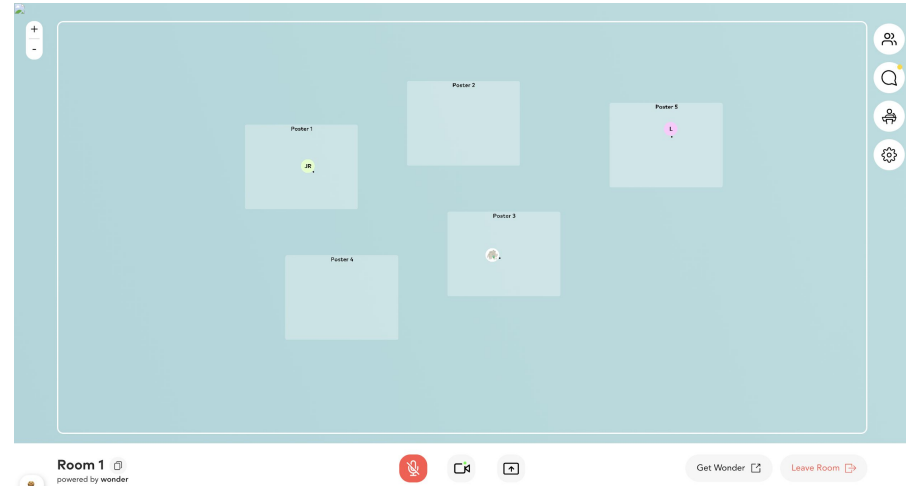 +
-
Poster 2
Poster 5
L
Poster 1
JR
Poster 3
Poster 4
Room 1
powered by wonder
Get Wonder
Leave Room